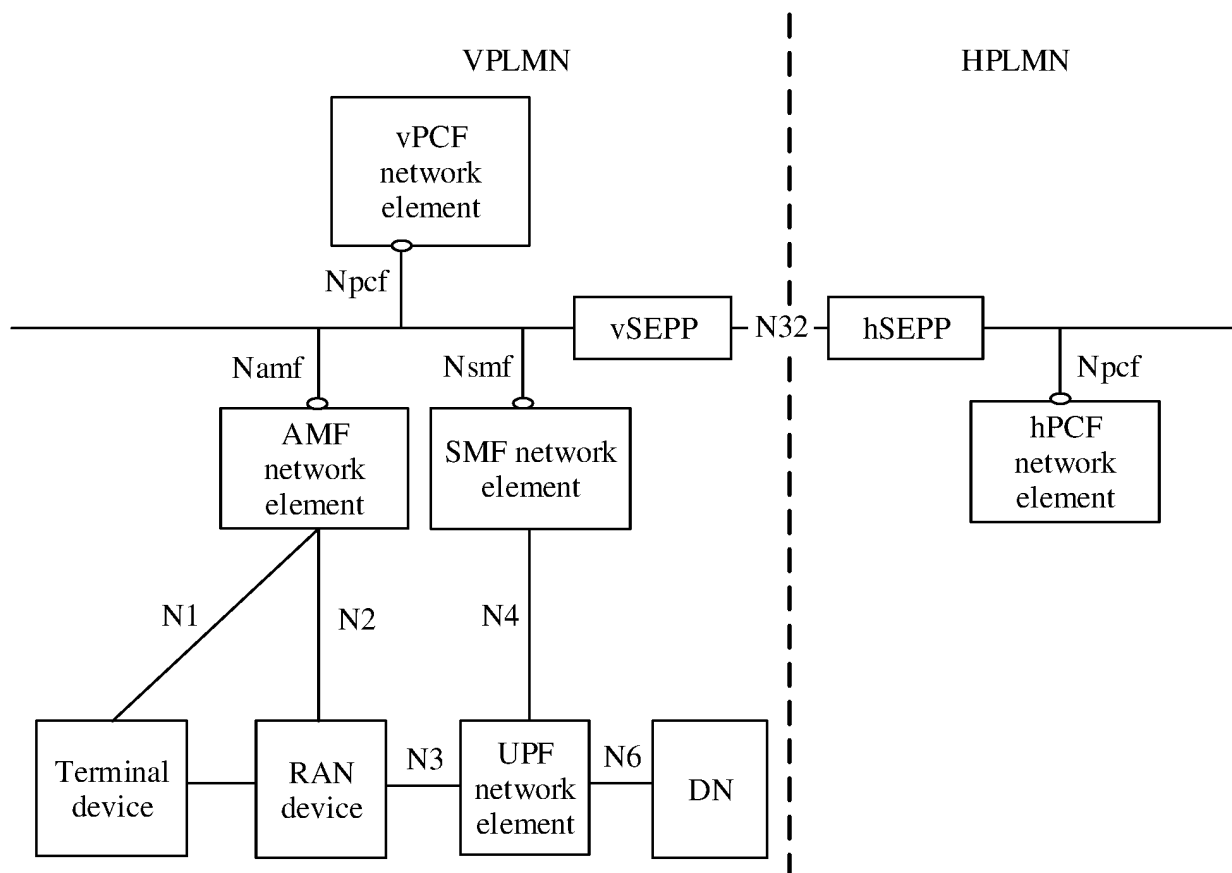 VPLMN
HPLMN
vPCF
network
element
Npcf
vSEPP
N32
hSEPP
Namf
Nsmf
Npcf
AMF
network
element
SMF network
element
hPCF
network
element
N1
N2
N4
Terminal
device
RAN
device
N3
UPF
network
element
N6
DN